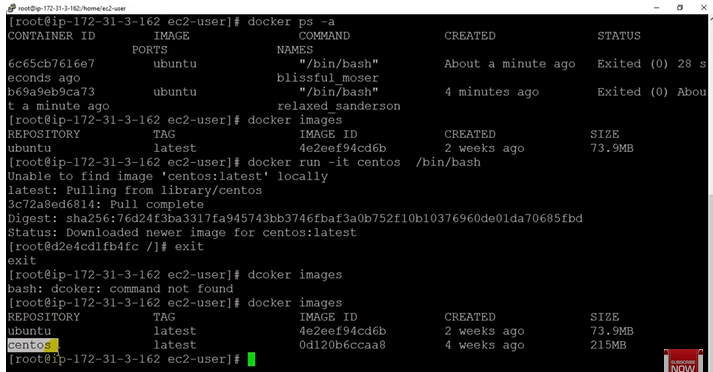 root@ip-172-31-3-162:/home/ec2-user
[root@ip-172-31-3-162 ec2-user]# docker ps -a
CONTAINER ID IMAGE COMMAND CREATED STATUS
PORTS NAMES
6c65cb7616e7 ubuntu "/bin/bash" About a minute ago Exited (0) 28 s
econds ago blissful_moser
b69a9eb9ca73 ubuntu "/bin/bash" 4 minutes ago Exited (0) Abou
t a minute ago relaxed_sanderson
[root@ip-172-31-3-162 ec2-user]# docker images
REPOSITORY TAG IMAGE ID CREATED SIZE
ubuntu latest 4e2eef94cd6b 2 weeks ago 73.9MB
[root@ip-172-31-3-162 ec2-user]# docker run -it centos /bin/bash
Unable to find image 'centos:latest' locally
latest: Pulling from library/centos
3c72a8ed6814: Pull complete
Digest: sha256:76d24f3ba3317fa945743bb3746fbaf3a0b752f10b10376960de01da70685fbd
Status: Downloaded newer image for centos:latest
[root@d2e4cd1fb4fc /]# exit
exit
[root@ip-172-31-3-162 ec2-user]# dcoker images
bash: dcoker: command not found
[root@ip-172-31-3-162 ec2-user]# docker images
REPOSITORY TAG IMAGE ID CREATED SIZE
ubuntu latest 4e2eef94cd6b 2 weeks ago 73.9MB
centos latest 0d120b6ccaa8 4 weeks ago 215MB
[root@ip-172-31-3-162 ec2-user]#
SUBSCRIBE
NOW